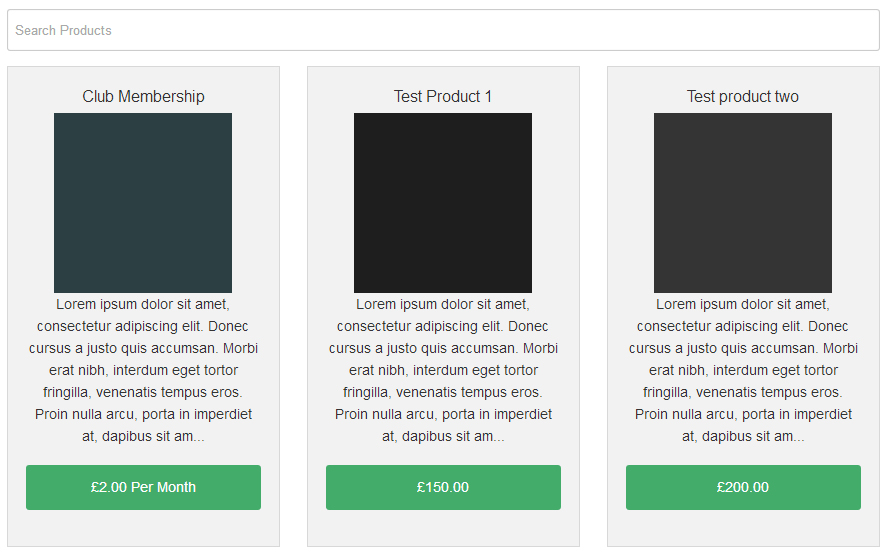 Search Products
Club Membership
Lorem ipsum dolor sit amet,
consectetur adipiscing elit. Donec
cursus a justo quis accumsan. Morbi
erat nibh, interdum eget tortor
fringilla, venenatis tempus eros.
Proin nulla arcu, porta in imperdiet
at, dapibus sit am...
£2.00 Per Month
Test Product 1
Lorem ipsum dolor sit amet,
consectetur adipiscing elit. Donec
cursus a justo quis accumsan. Morbi
erat nibh, interdum eget tortor
fringilla, venenatis tempus eros.
Proin nulla arcu, porta in imperdiet
at, dapibus sit am...
£150.00
Test product two
Lorem ipsum dolor sit amet,
consectetur adipiscing elit. Donec
cursus a justo quis accumsan. Morbi
erat nibh, interdum eget tortor
fringilla, venenatis tempus eros.
Proin nulla arcu, porta in imperdiet
at, dapibus sit am...
£200.00